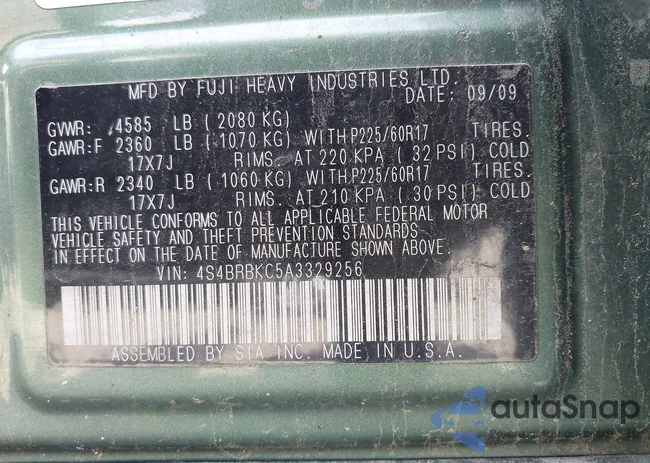 MFD BY FUJI HEAVY INDUSTRIES LTD.
DATE: 09/09
GVWR: 4585 LB ( 2080 KG)
GAWR:F 2360 LB ( 1070 KG) WITH P225/60R17 TIRES.
17X7J RIMS. AT 220 KPA ( 32 PSI) COLD
GAWR:R 2340 LB ( 1060 KG) WITH P225/60R17 TIRES.
17X7J RIMS. AT 210 KPA ( 30 PSI) COLD
THIS VEHICLE CONFORMS TO ALL APPLICABLE FEDERAL MOTOR
VEHICLE SAFETY AND THEFT PREVENTION STANDARDS.
IN EFFECT ON THE DATE OF MANUFACTURE SHOWN ABOVE.
VIN: 4S4BRBKC5A3329256
ASSEMBLED BY SIA INC. MADE IN U.S.A.
autoSnap